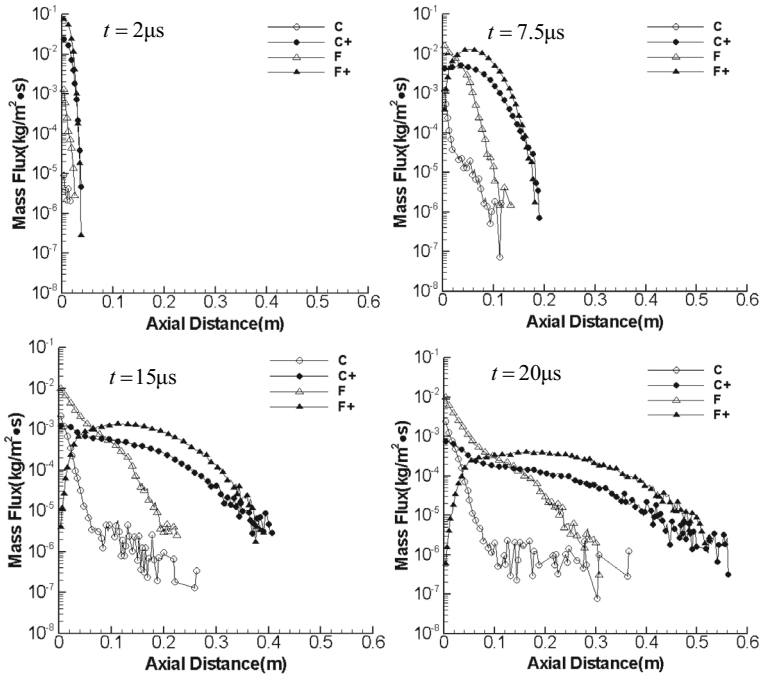 t = 2μs
C
C+
F
F+
Mass Flux(kg/m²•s)
10⁻¹
10⁻²
10⁻³
10⁻⁴
10⁻⁵
10⁻⁶
10⁻⁷
10⁻⁸
0 0.1 0.2 0.3 0.4 0.5 0.6
Axial Distance(m)
t = 7.5μs
C
C+
F
F+
Mass Flux(kg/m²•s)
10⁻¹
10⁻²
10⁻³
10⁻⁴
10⁻⁵
10⁻⁶
10⁻⁷
10⁻⁸
0 0.1 0.2 0.3 0.4 0.5 0.6
Axial Distance(m)
t = 15μs
C
C+
F
F+
Mass Flux(kg/m²•s)
10⁻¹
10⁻²
10⁻³
10⁻⁴
10⁻⁵
10⁻⁶
10⁻⁷
10⁻⁸
0 0.1 0.2 0.3 0.4 0.5 0.6
Axial Distance(m)
t = 20μs
C
C+
F
F+
Mass Flux(kg/m²•s)
10⁻¹
10⁻²
10⁻³
10⁻⁴
10⁻⁵
10⁻⁶
10⁻⁷
10⁻⁸
0 0.1 0.2 0.3 0.4 0.5 0.6
Axial Distance(m)